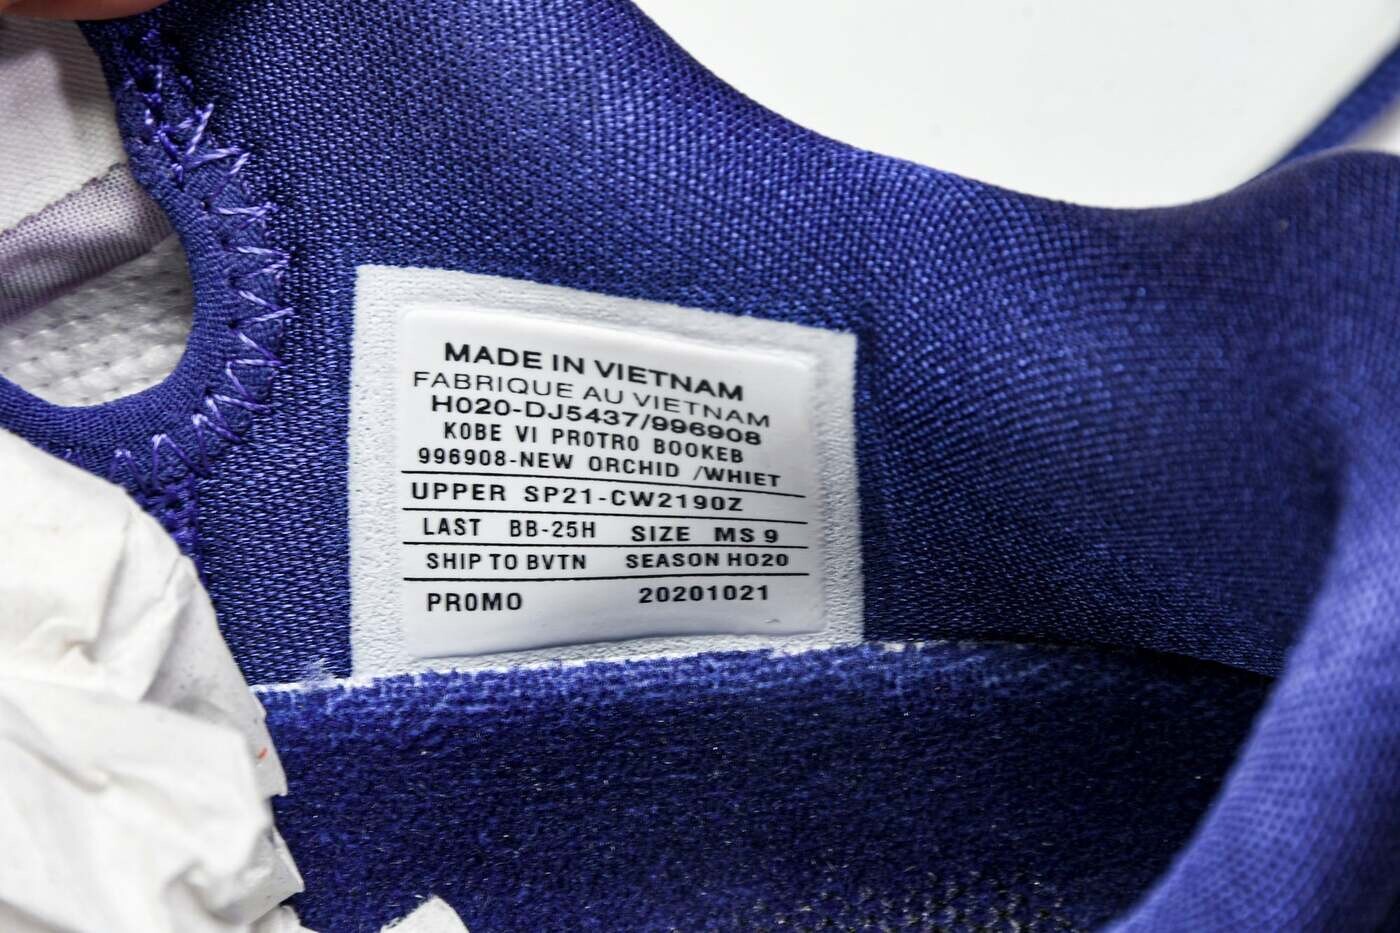 MADE IN VIETNAM
FABRIQUE AU VIETNAM
H020-DJ5437/996908
KOBE VI PROTRO BOOKEB
996908-NEW ORCHID /WHIET
UPPER SP21-CW2190Z
LAST BB-25H SIZE MS 9
SHIP TO BVTN SEASON HO20
PROMO 20201021